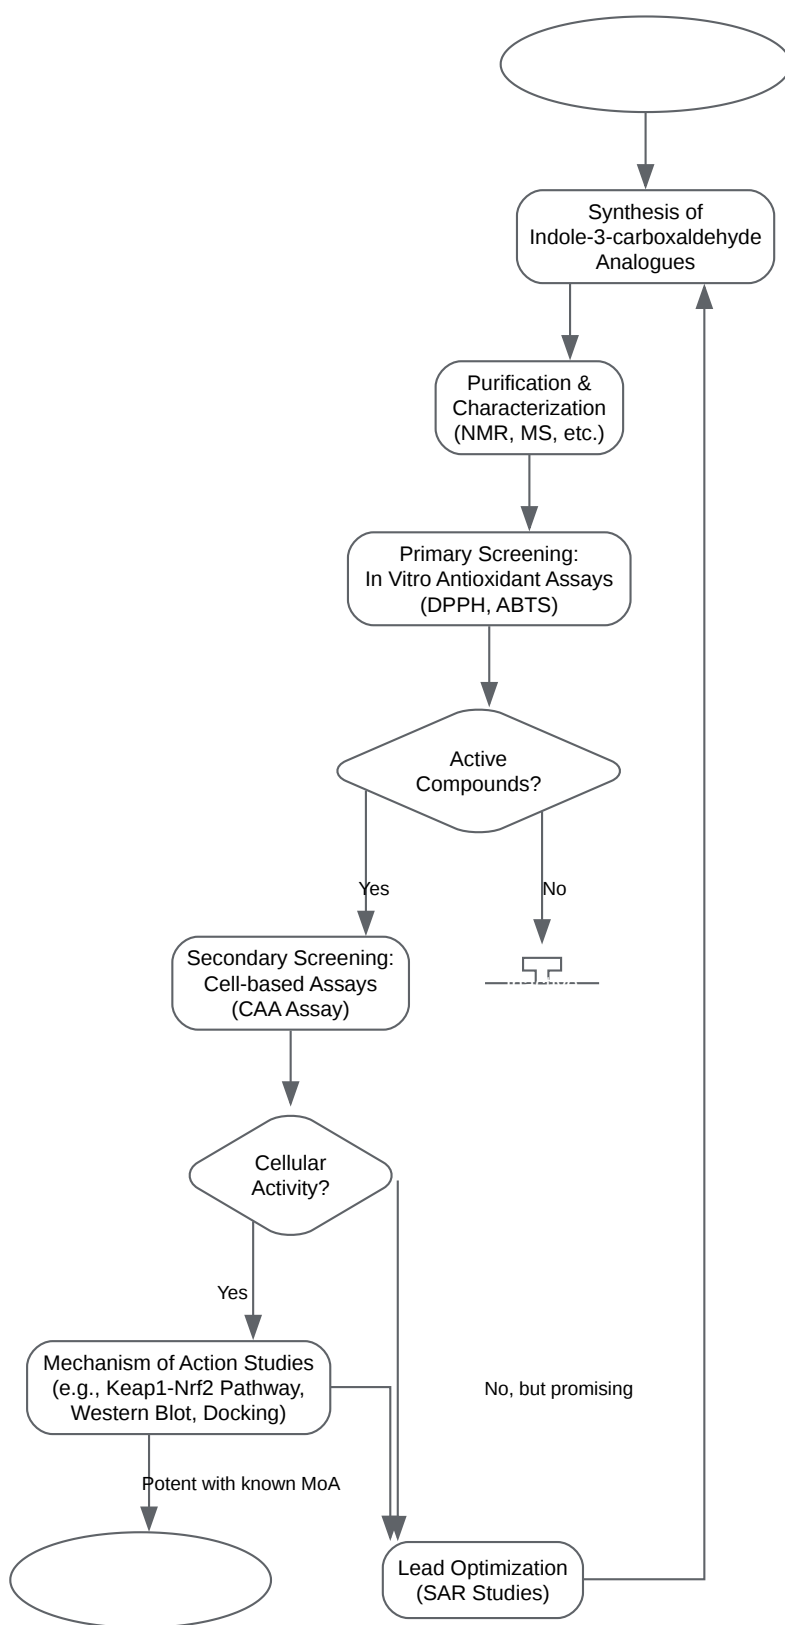 Synthesis of
Indole-3-carboxaldehyde
Analogues
Purification &
Characterization
(NMR, MS, etc.)
Primary Screening:
In Vitro Antioxidant Assays
(DPPH, ABTS)
Active
Compounds?
Yes
No
Secondary Screening:
Cell-based Assays
(CAA Assay)
Cellular
Activity?
Yes
Mechanism of Action Studies
(e.g., Keap1-Nrf2 Pathway,
Western Blot, Docking)
No, but promising
Potent with known MoA
Lead Optimization
(SAR Studies)